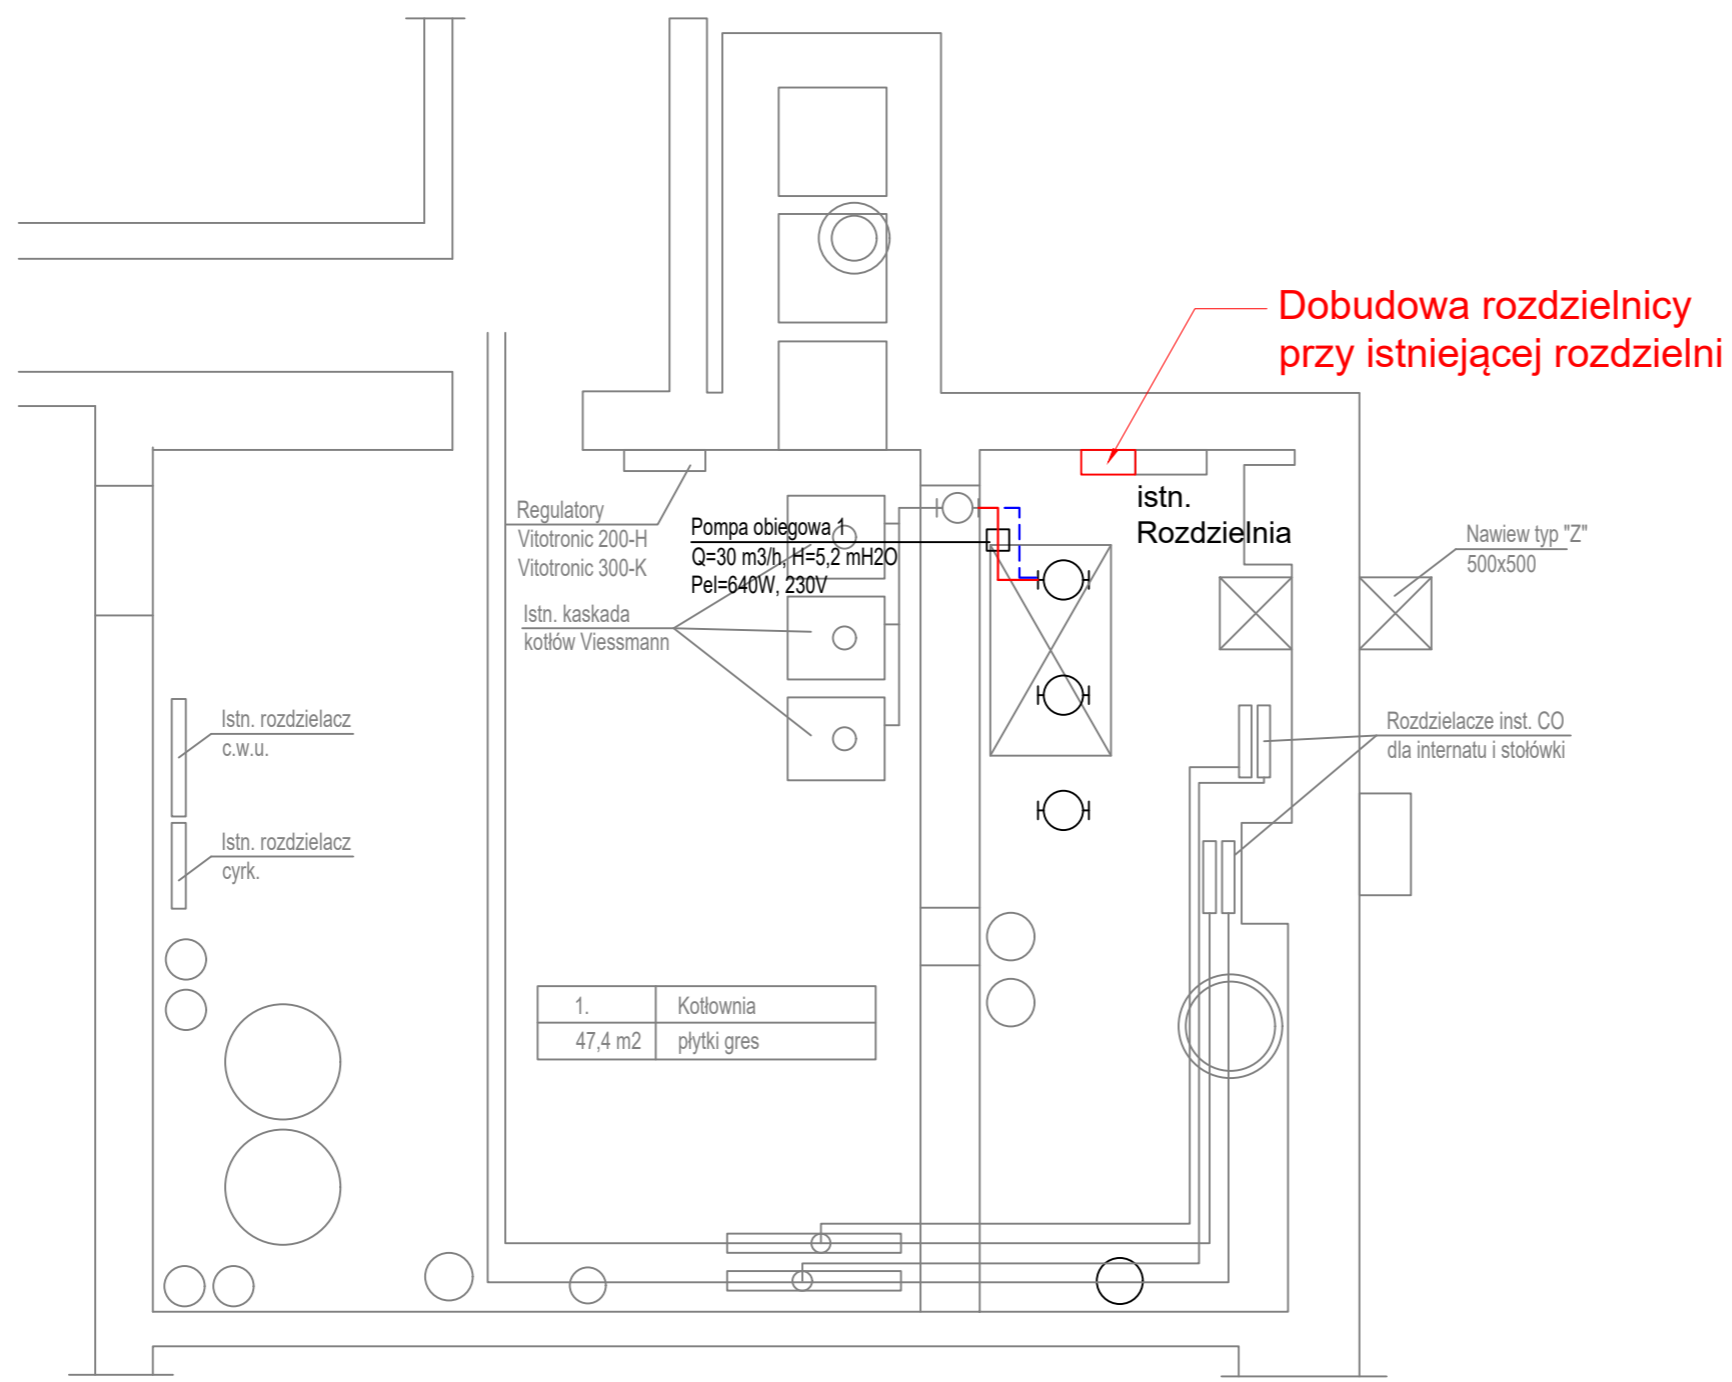 Dobudowa rozdzielnicy
przy istniejącej rozdzielni
istn.
Rozdzielnia
Regulatory
Vitotronic 200-H
Vitotronic 300-K
Pompa obiegowa 1
Q=30 m3/h, H=5,2 mH2O
Pel=640W, 230V
Nawiew typ "Z"
500x500
Istn. kaskada
kotłów Viessmann
Istn. rozdzielacz
c.w.u.
Rozdzielacze inst. CO
dla internatu i stołówki
Istn. rozdzielacz
cyrk.
1. Kotłownia
47,4 m2 płytki gres